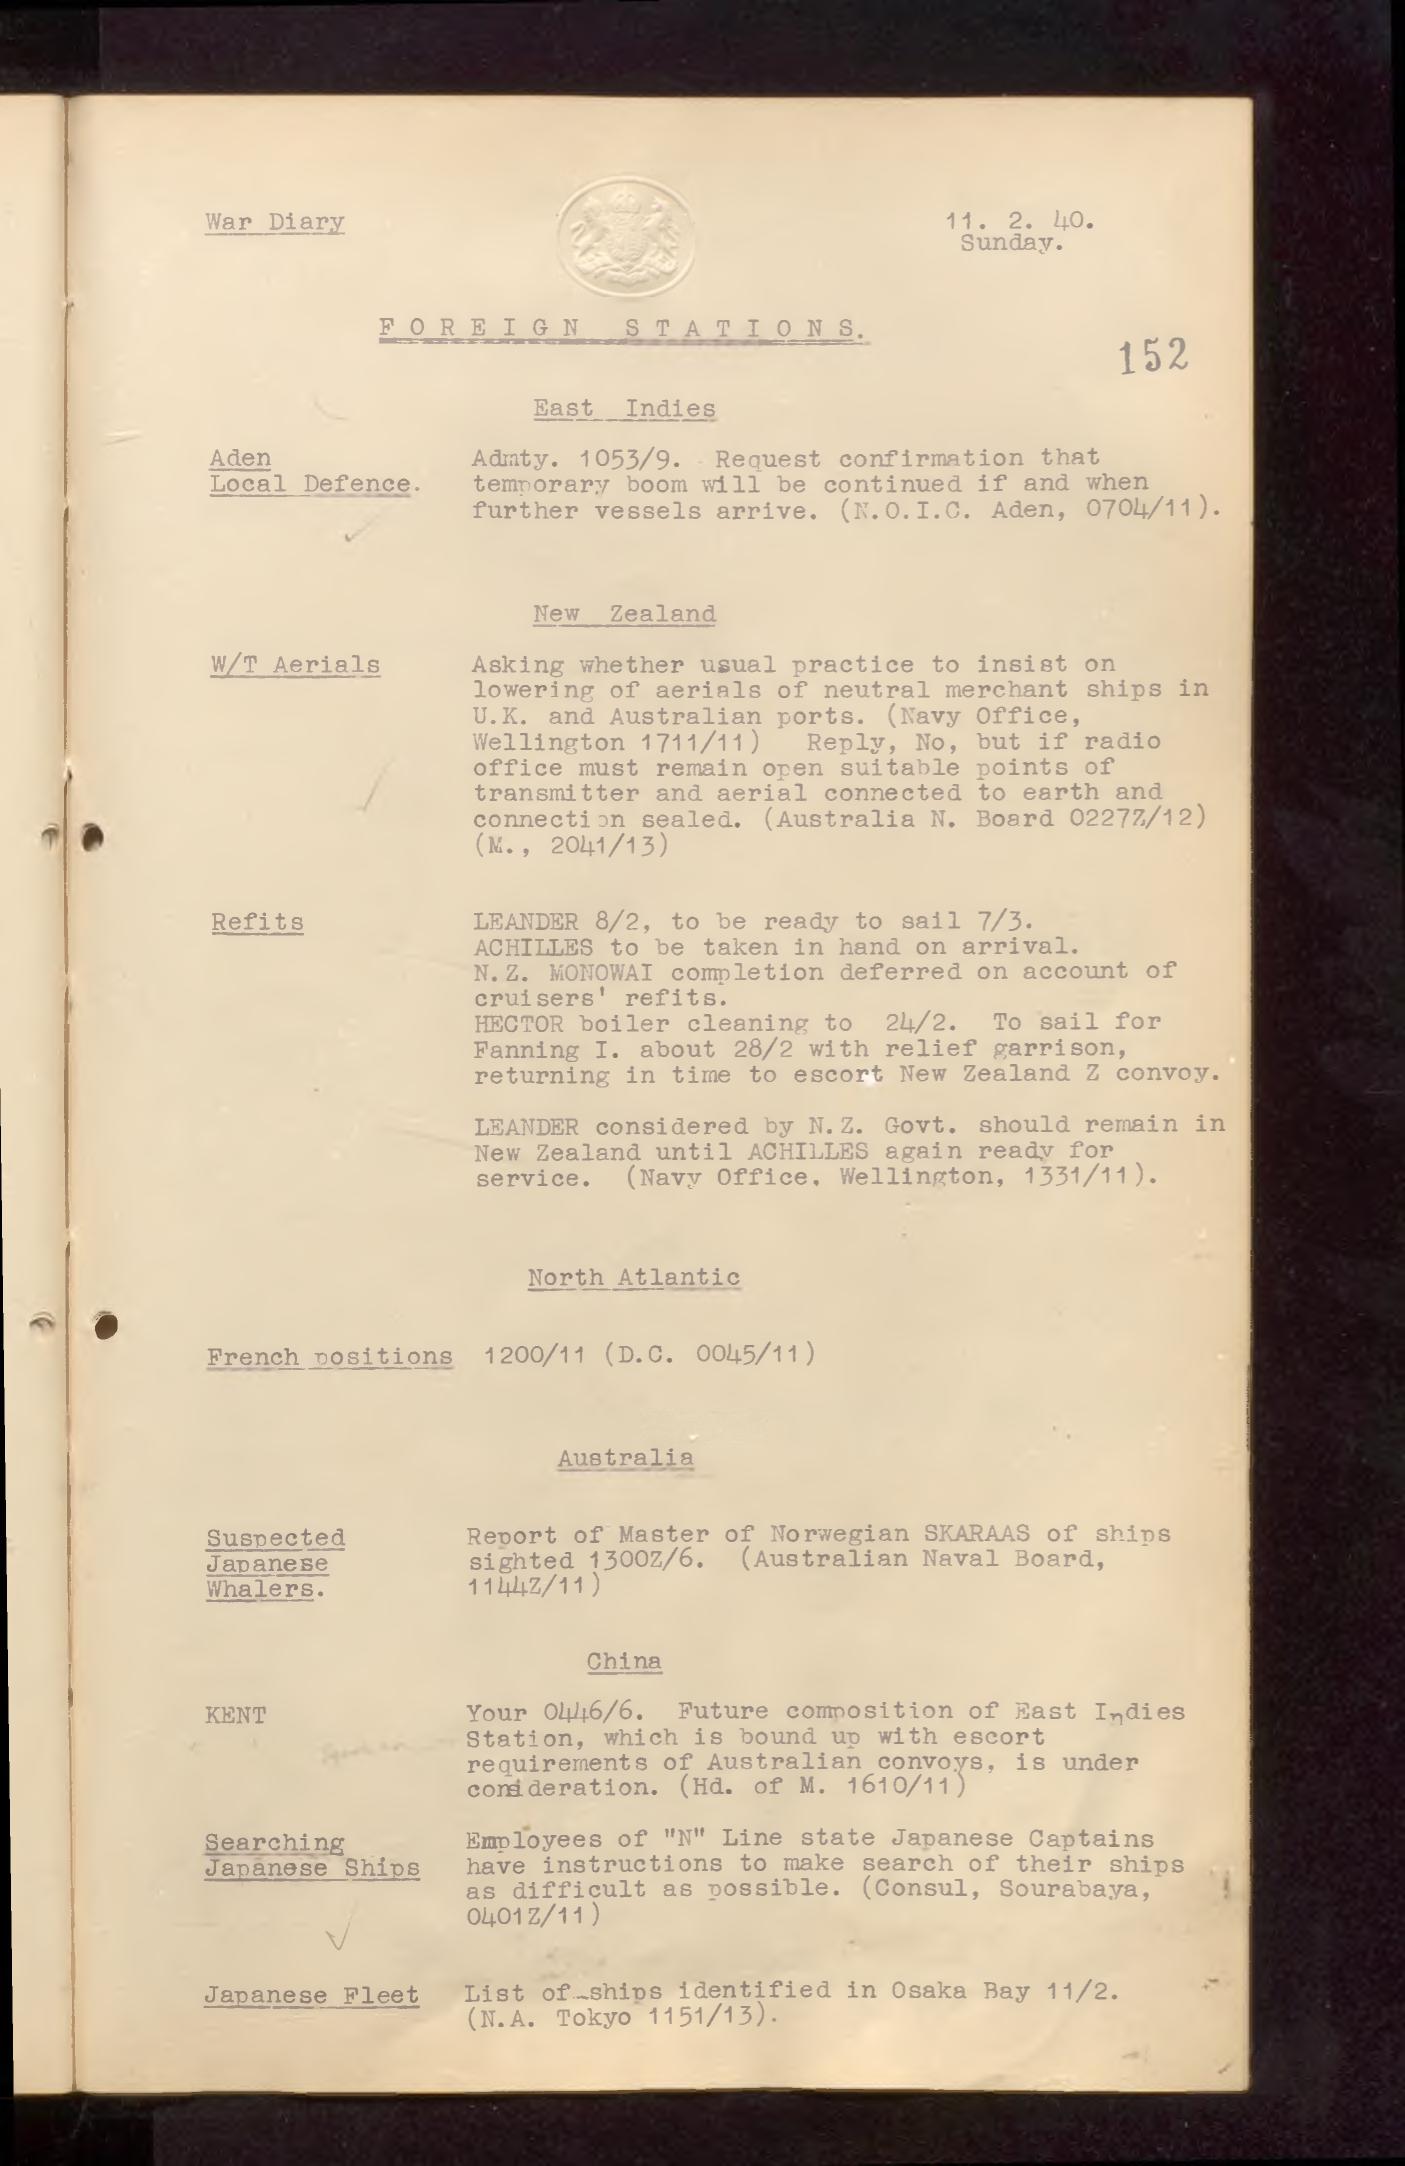 War Diary
11. 2. 40.
Sunday.
FOREIGN STATIONS.
152
East Indies
Aden
Local Defence.
Admty. 1053/9. Request confirmation that
temporary boom will be continued if and when
further vessels arrive. (N.O.I.C. Aden, 0704/11).
New Zealand
W/T Aerials
Asking whether usual practice to insist on
lowering of aerials of neutral merchant ships in
U.K. and Australian ports. (Navy Office,
Wellington 1711/11) Reply, No, but if radio
office must remain open suitable points of
transmitter and aerial connected to earth and
connection sealed. (Australia N. Board 0227Z/12)
(M., 2041/13)
Refits
LEANDER 8/2, to be ready to sail 7/3.
ACHILLES to be taken in hand on arrival.
N.Z. MONOWAI completion deferred on account of
cruisers' refits.
HECTOR boiler cleaning to 24/2. To sail for
Fanning I. about 28/2 with relief garrison,
returning in time to escort New Zealand Z convoy.
LEANDER considered by N.Z. Govt. should remain in
New Zealand until ACHILLES again ready for
service. (Navy Office, Wellington, 1331/11).
North Atlantic
French positions 1200/11 (D.C. 0045/11)
Australia
Suspected
Japanese
Whalers.
Report of Master of Norwegian SKARAAS of ships
sighted 1300Z/6. (Australian Naval Board,
1144Z/11)
China
KENT
Your 0446/6. Future composition of East Indies
Station, which is bound up with escort
requirements of Australian convoys, is under
consideration. (Hd. of M. 1610/11)
Searching
Japanese Ships
Employees of "N" Line state Japanese Captains
have instructions to make search of their ships
as difficult as possible. (Consul, Sourabaya,
0401Z/11)
Japanese Fleet
List of ships identified in Osaka Bay 11/2.
(N.A. Tokyo 1151/13).